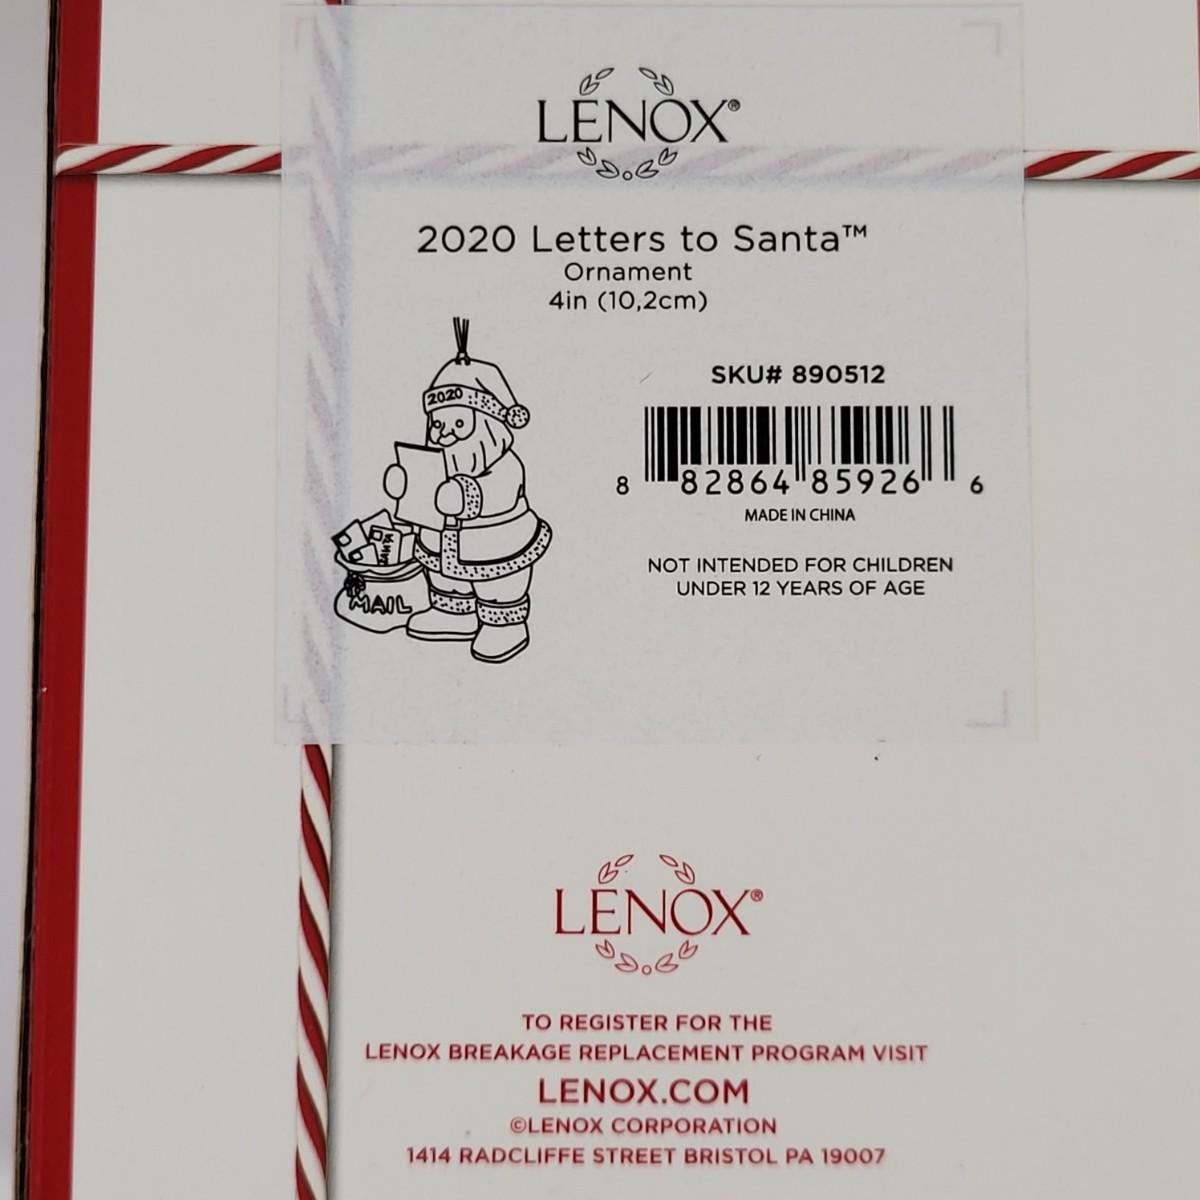 LENOX®
2020 Letters to Santa™
Ornament
4in (10,2cm)
2020
SANTA
MAIL
SKU# 890512
8 82864 85926 6
MADE IN CHINA
NOT INTENDED FOR CHILDREN
UNDER 12 YEARS OF AGE
LENOX®
TO REGISTER FOR THE
LENOX BREAKAGE REPLACEMENT PROGRAM VISIT
LENOX.COM
©LENOX CORPORATION
1414 RADCLIFFE STREET BRISTOL PA 19007